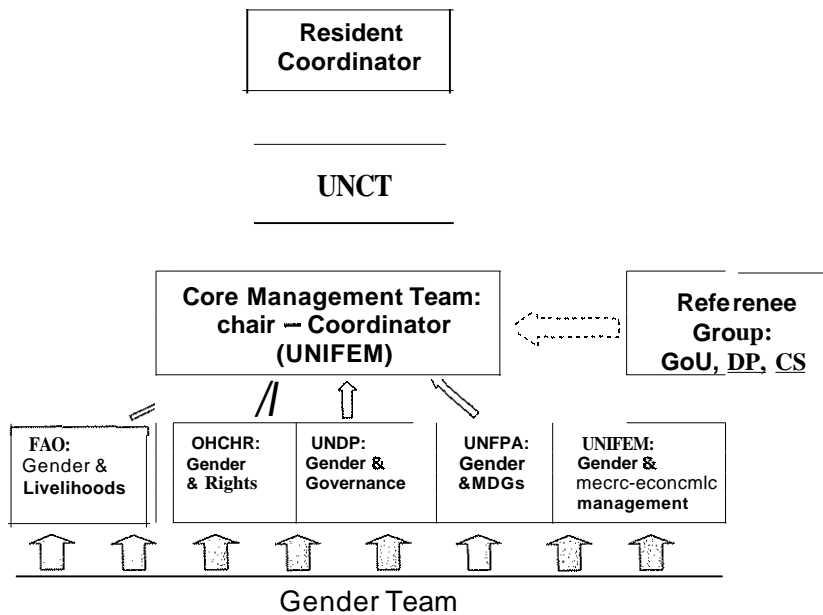 Resident
Coordinator
UNCT
Core Management Team:
chair – Coordinator
(UNIFEM)
Referenee
Group:
GoU, DP, CS
FAO:
Gender &
Livelihoods
OHCHR:
Gender
& Rights
UNDP:
Gender &
Governance
UNFPA:
Gender
&MDGs
UNIFEM:
Gender &
mecrc-econcmlc
management
Gender Team